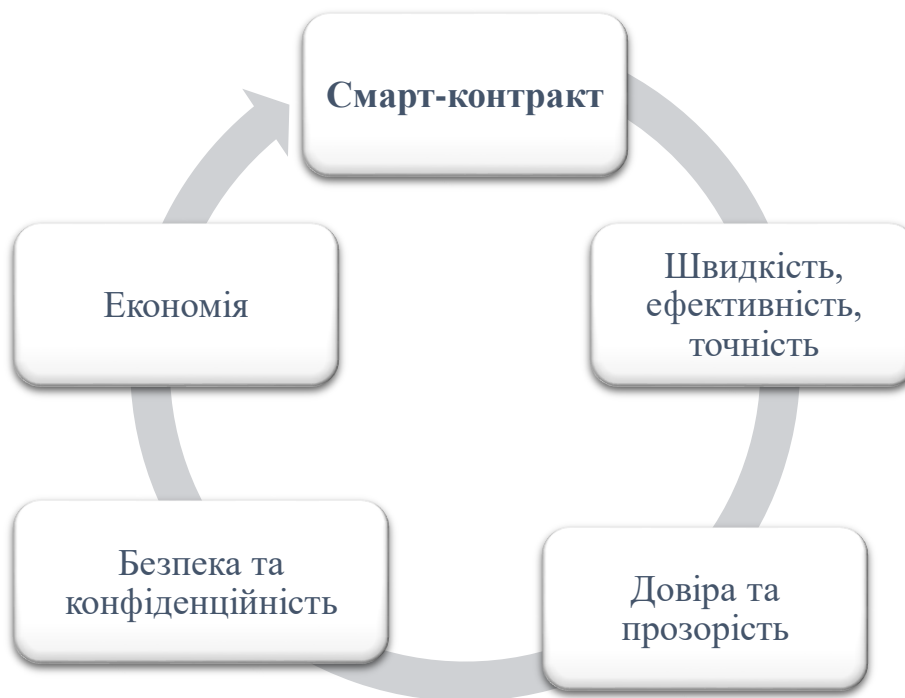 Смарт-контракт
Швидкість,
ефективність,
точність
Довіра та
прозорість
Безпека та
конфіденційність
Економія